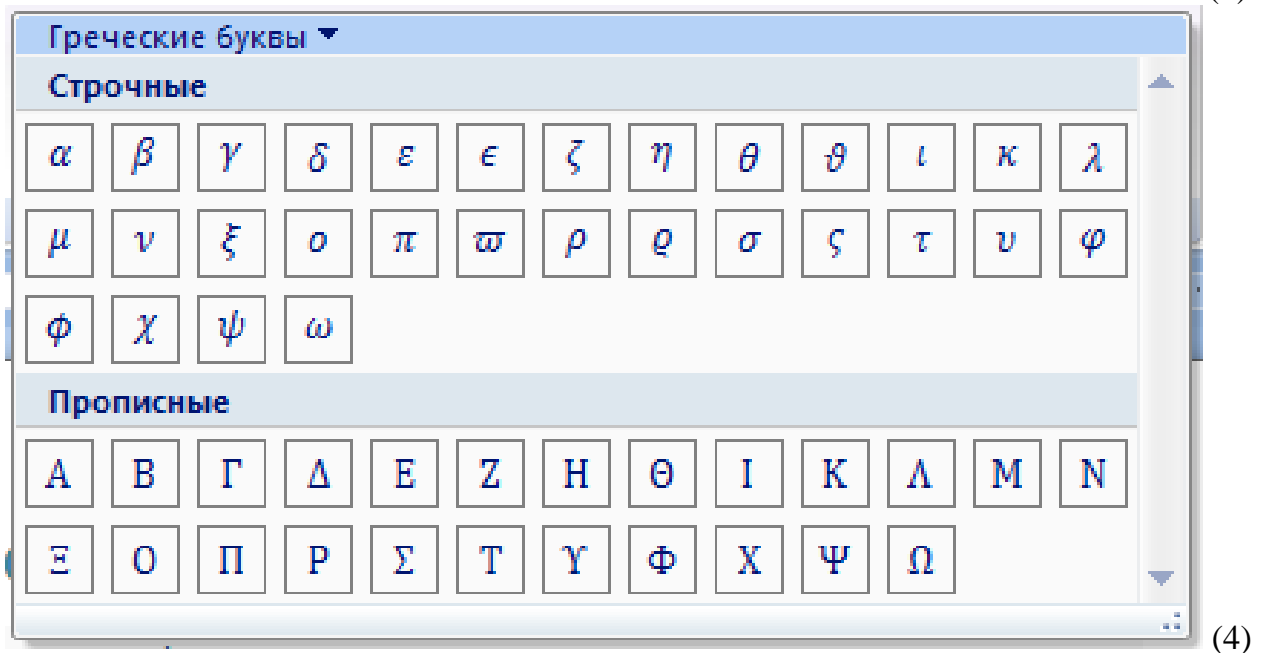 Греческие буквы
Строчные
α β γ δ ε ϵ ζ η θ ϑ ι κ λ
μ ν ξ ο π ϖ ρ ϱ σ ς τ υ φ
ϕ χ ψ ω
Прописные
Α Β Γ Δ Ε Ζ Η Θ Ι Κ Λ Μ Ν
Ξ Ο Π Ρ Σ Τ Υ Φ Χ Ψ Ω
(4)